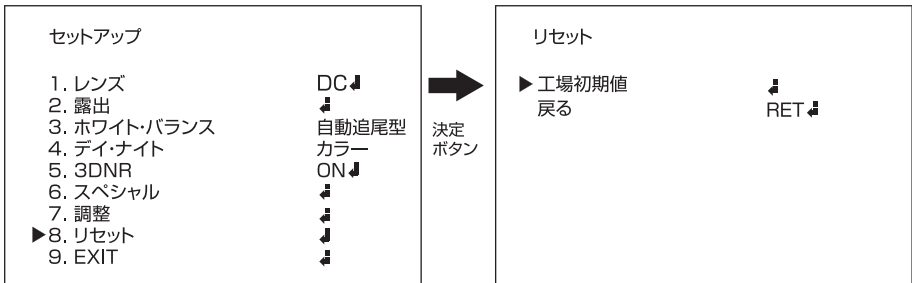 セットアップ
1. レンズ DC↲
2. 露出 ↲
3. ホワイト・バランス 自動追尾型
4. デイ・ナイト カラー
5. 3DNR ON↲
6. スペシャル ↲
7. 調整 ↲
▶8. リセット ↲
9. EXIT ↲
決定
ボタン
リセット
▶工場初期値 ↲
戻る RET↲